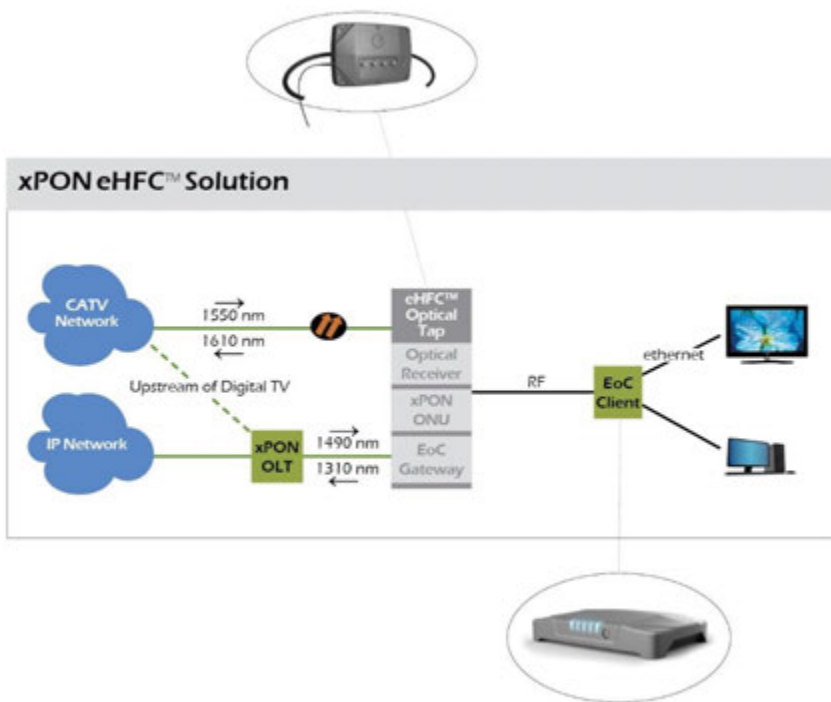 xPON eHFC™ Solution
CATV
Network
1550 nm
1610 nm
eHFC™
Optical
Tap
Optical
Receiver
xPON
ONU
EoC
Gateway
Upstream of Digital TV
IP Network
xPON
OLT
1490 nm
1310 nm
RF
EoC
Client
ethernet